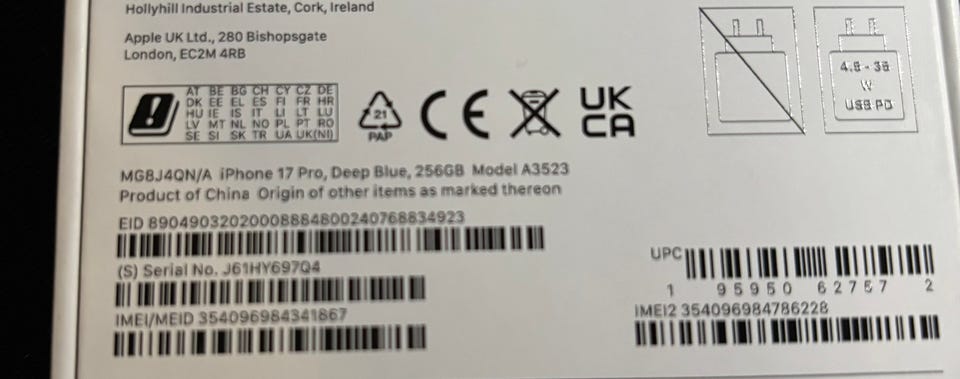 Hollyhill Industrial Estate, Cork, Ireland
Apple UK Ltd., 280 Bishopsgate
London, EC2M 4RB
AT BE BG CH CY CZ DE
DK EE EL ES FI FR HR
HU IE IS IT LI LT LU
LV MT NL NO PL PT RO
SE SI SK TR UA UK(NI)
21
PAP
CE
UK
CA
4.5 - 36
W
USB PD
MG8J4QN/A iPhone 17 Pro, Deep Blue, 256GB Model A3523
Product of China Origin of other items as marked thereon
EID 89049032020008884800240768834923
(S) Serial No. J61HY697Q4
IMEI/MEID 354096984341867
UPC
1 95950 62757 2
IMEI2 354096984786228